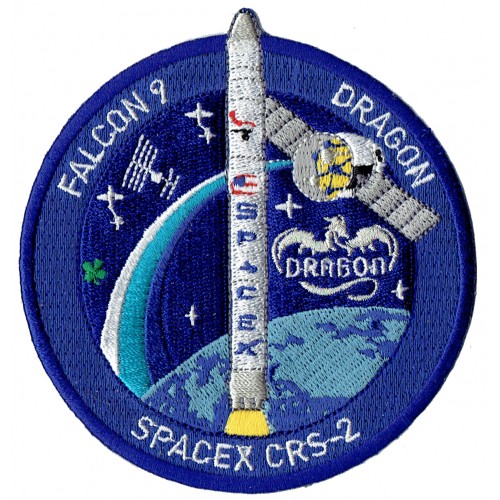 FALCON 9
DRAGON
SPACEX
DRAGON
SPACEX CRS-2